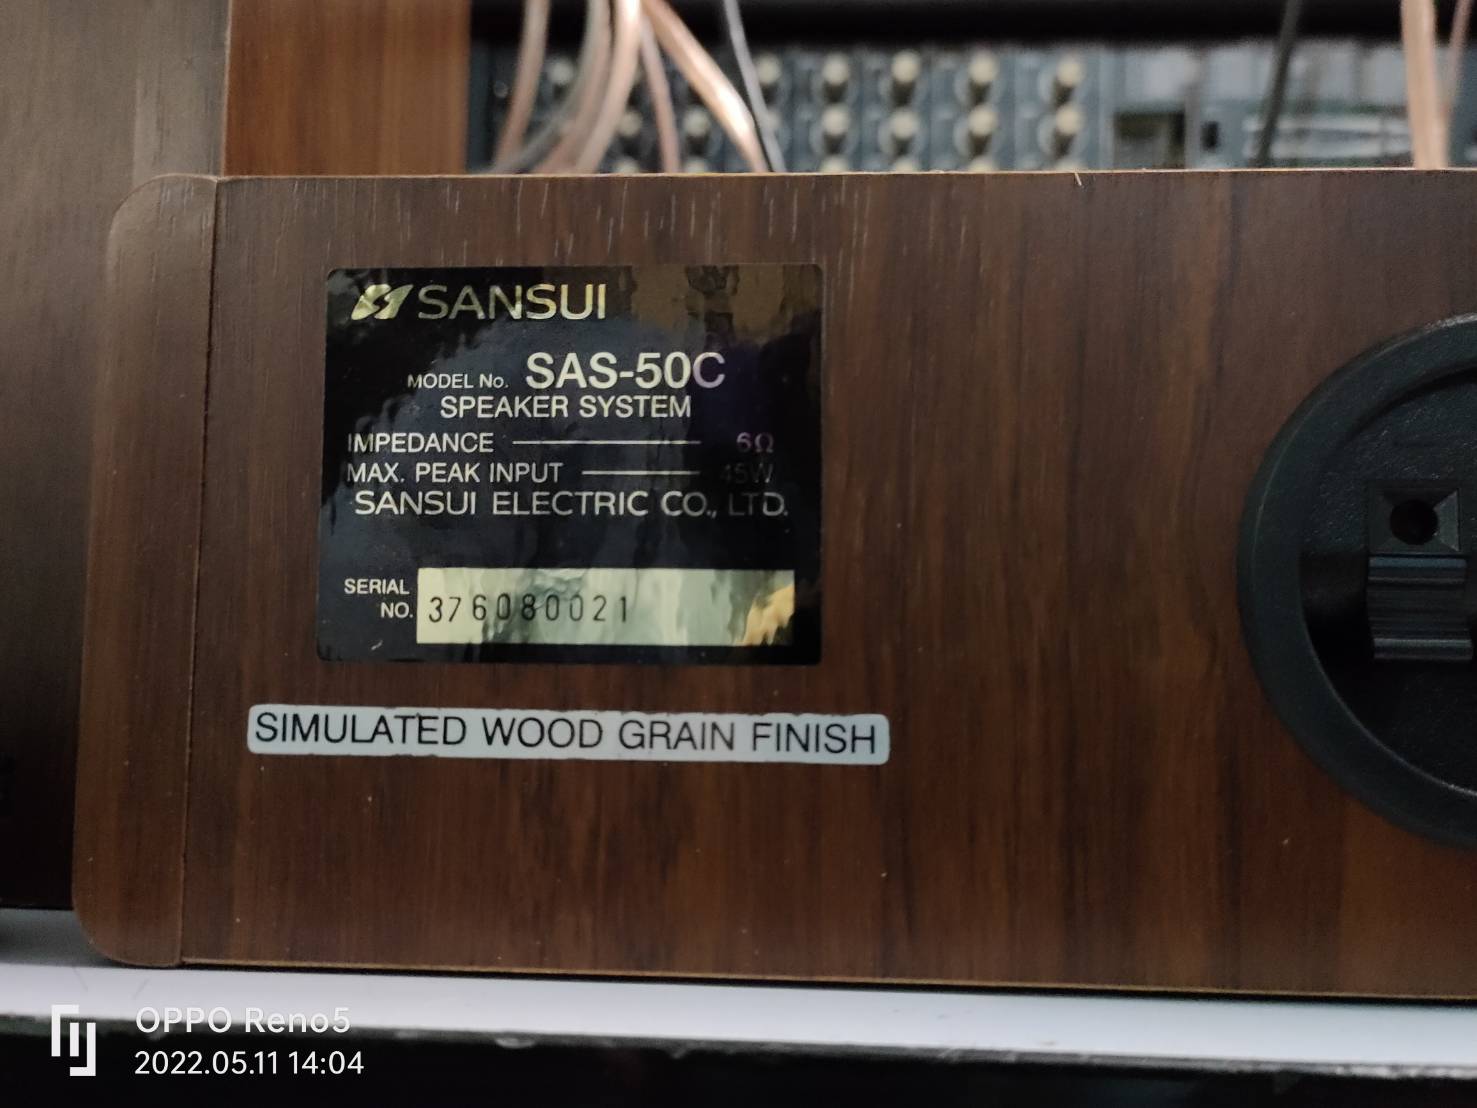 SANSUI
MODEL No. SAS-50C
SPEAKER SYSTEM
IMPEDANCE 6Ω
MAX. PEAK INPUT 45W
SANSUI ELECTRIC CO., LTD.
SERIAL NO. 376080021
SIMULATED WOOD GRAIN FINISH
OPPO Reno5
2022.05.11 14:04